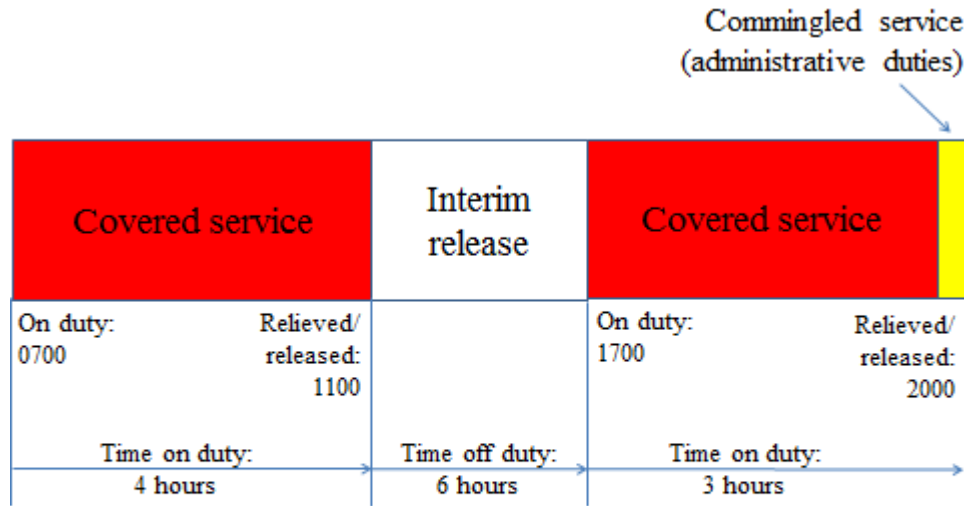 Commingled service
(administrative duties)
Covered service
Interim
release
Covered service
On duty:
0700
Relieved/
released:
1100
On duty:
1700
Relieved/
released:
2000
Time on duty:
4 hours
Time off duty:
6 hours
Time on duty:
3 hours